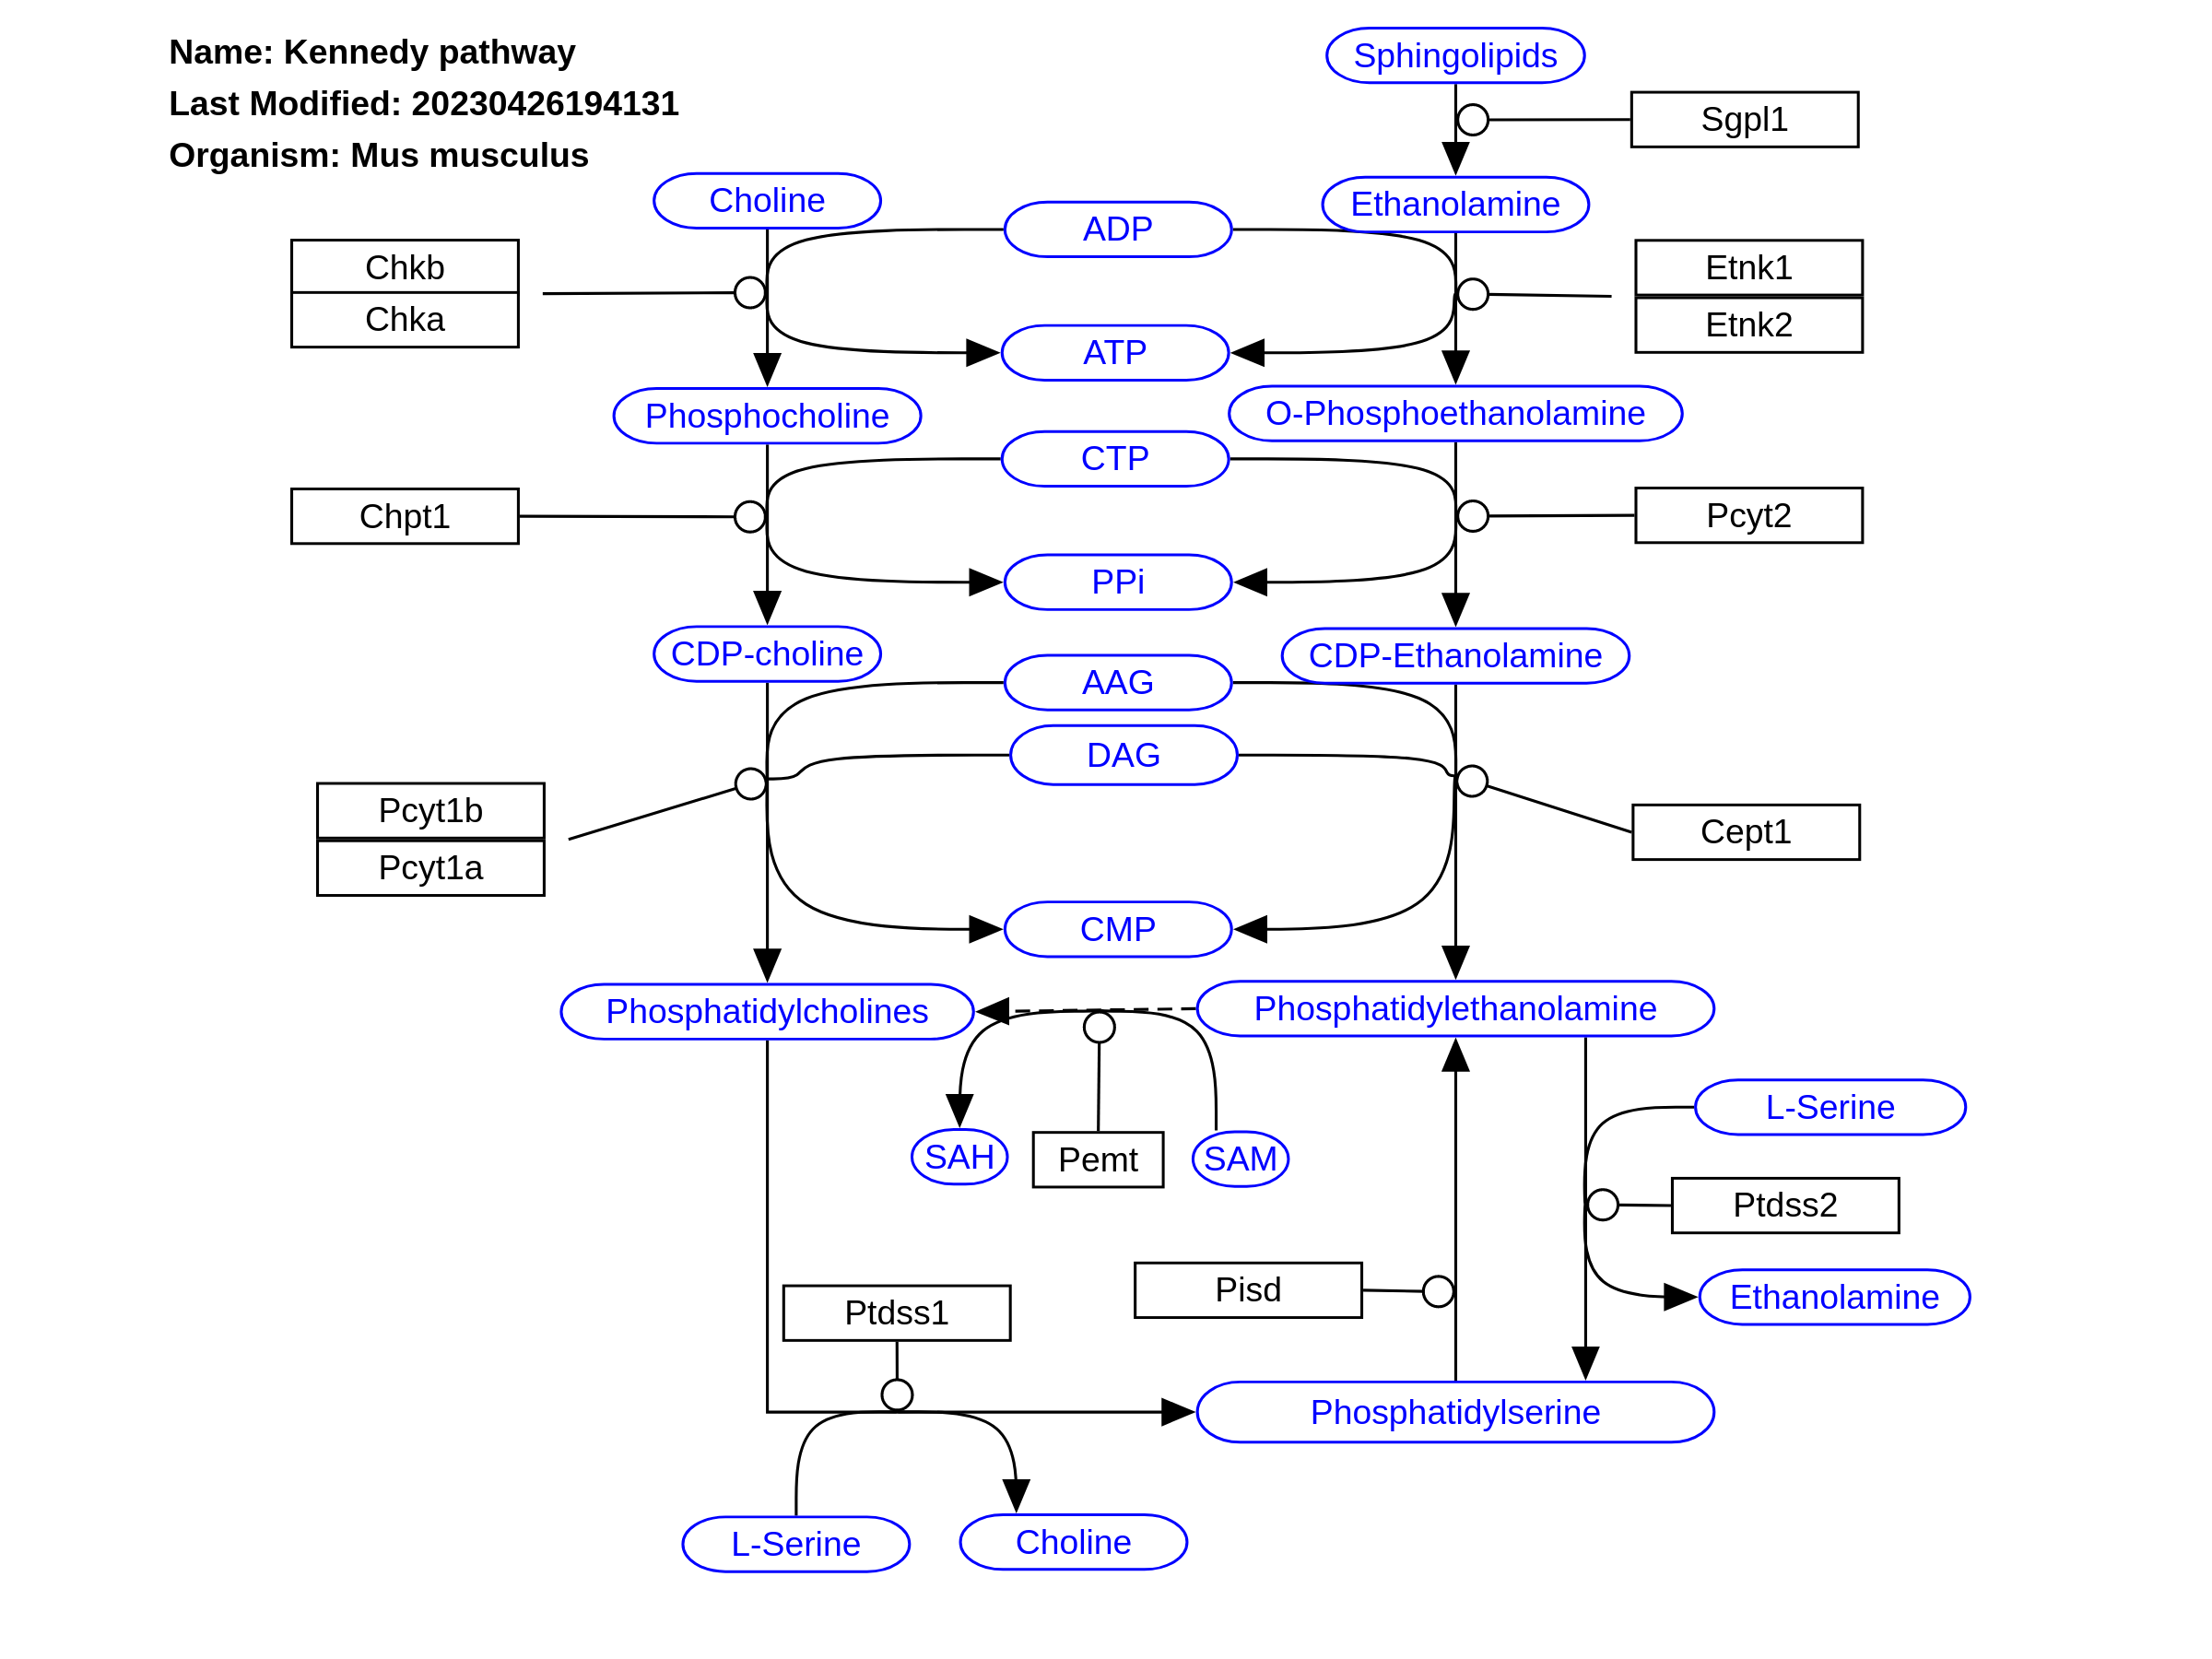 Name: Kennedy pathway
Last Modified: 20230426194131
Organism: Mus musculus
Sphingolipids
Sgpl1
Choline
Ethanolamine
ADP
Chkb
Chka
Etnk1
Etnk2
ATP
Phosphocholine
O-Phosphoethanolamine
CTP
Chpt1
Pcyt2
PPi
CDP-choline
CDP-Ethanolamine
AAG
DAG
Pcyt1b
Pcyt1a
Cept1
CMP
Phosphatidylcholines
Phosphatidylethanolamine
L-Serine
SAH
Pemt
SAM
Ptdss2
Pisd
Ethanolamine
Ptdss1
Phosphatidylserine
L-Serine
Choline